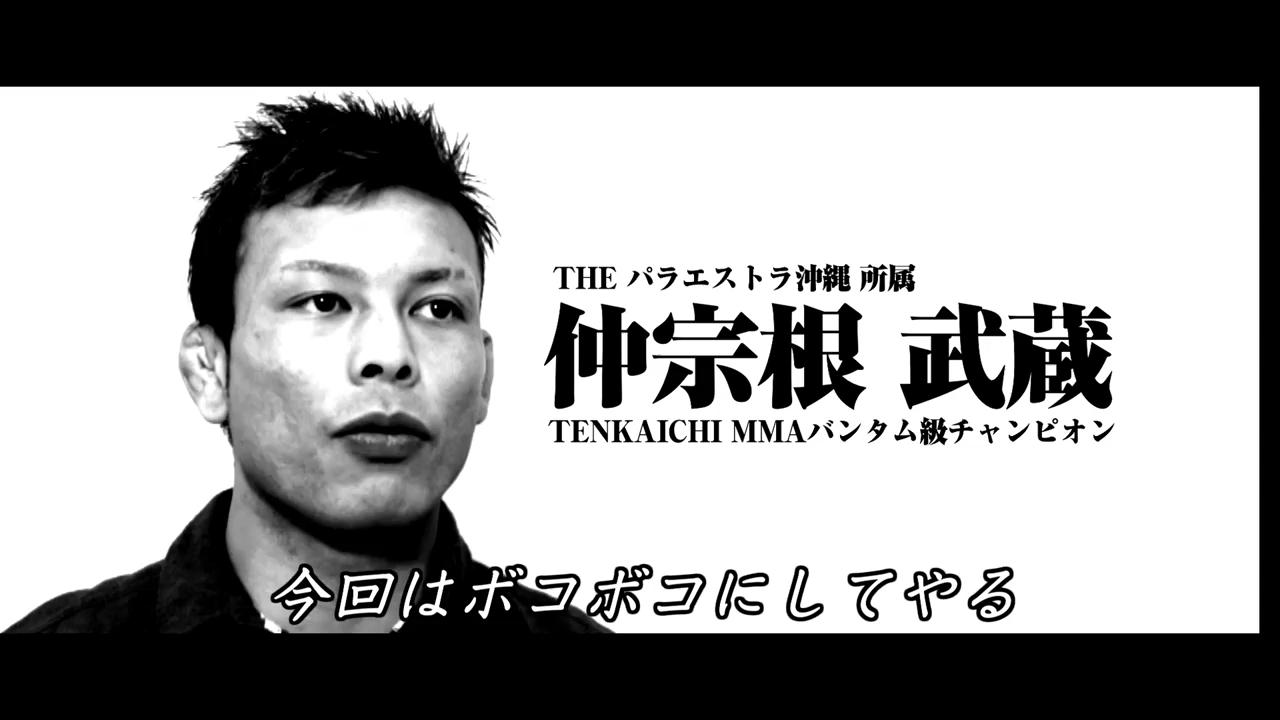 THE パラエストラ沖縄 所属
仲宗根 武蔵
TENKAICHI MMAバンタム級チャンピオン
今回はボコボコにしてやる